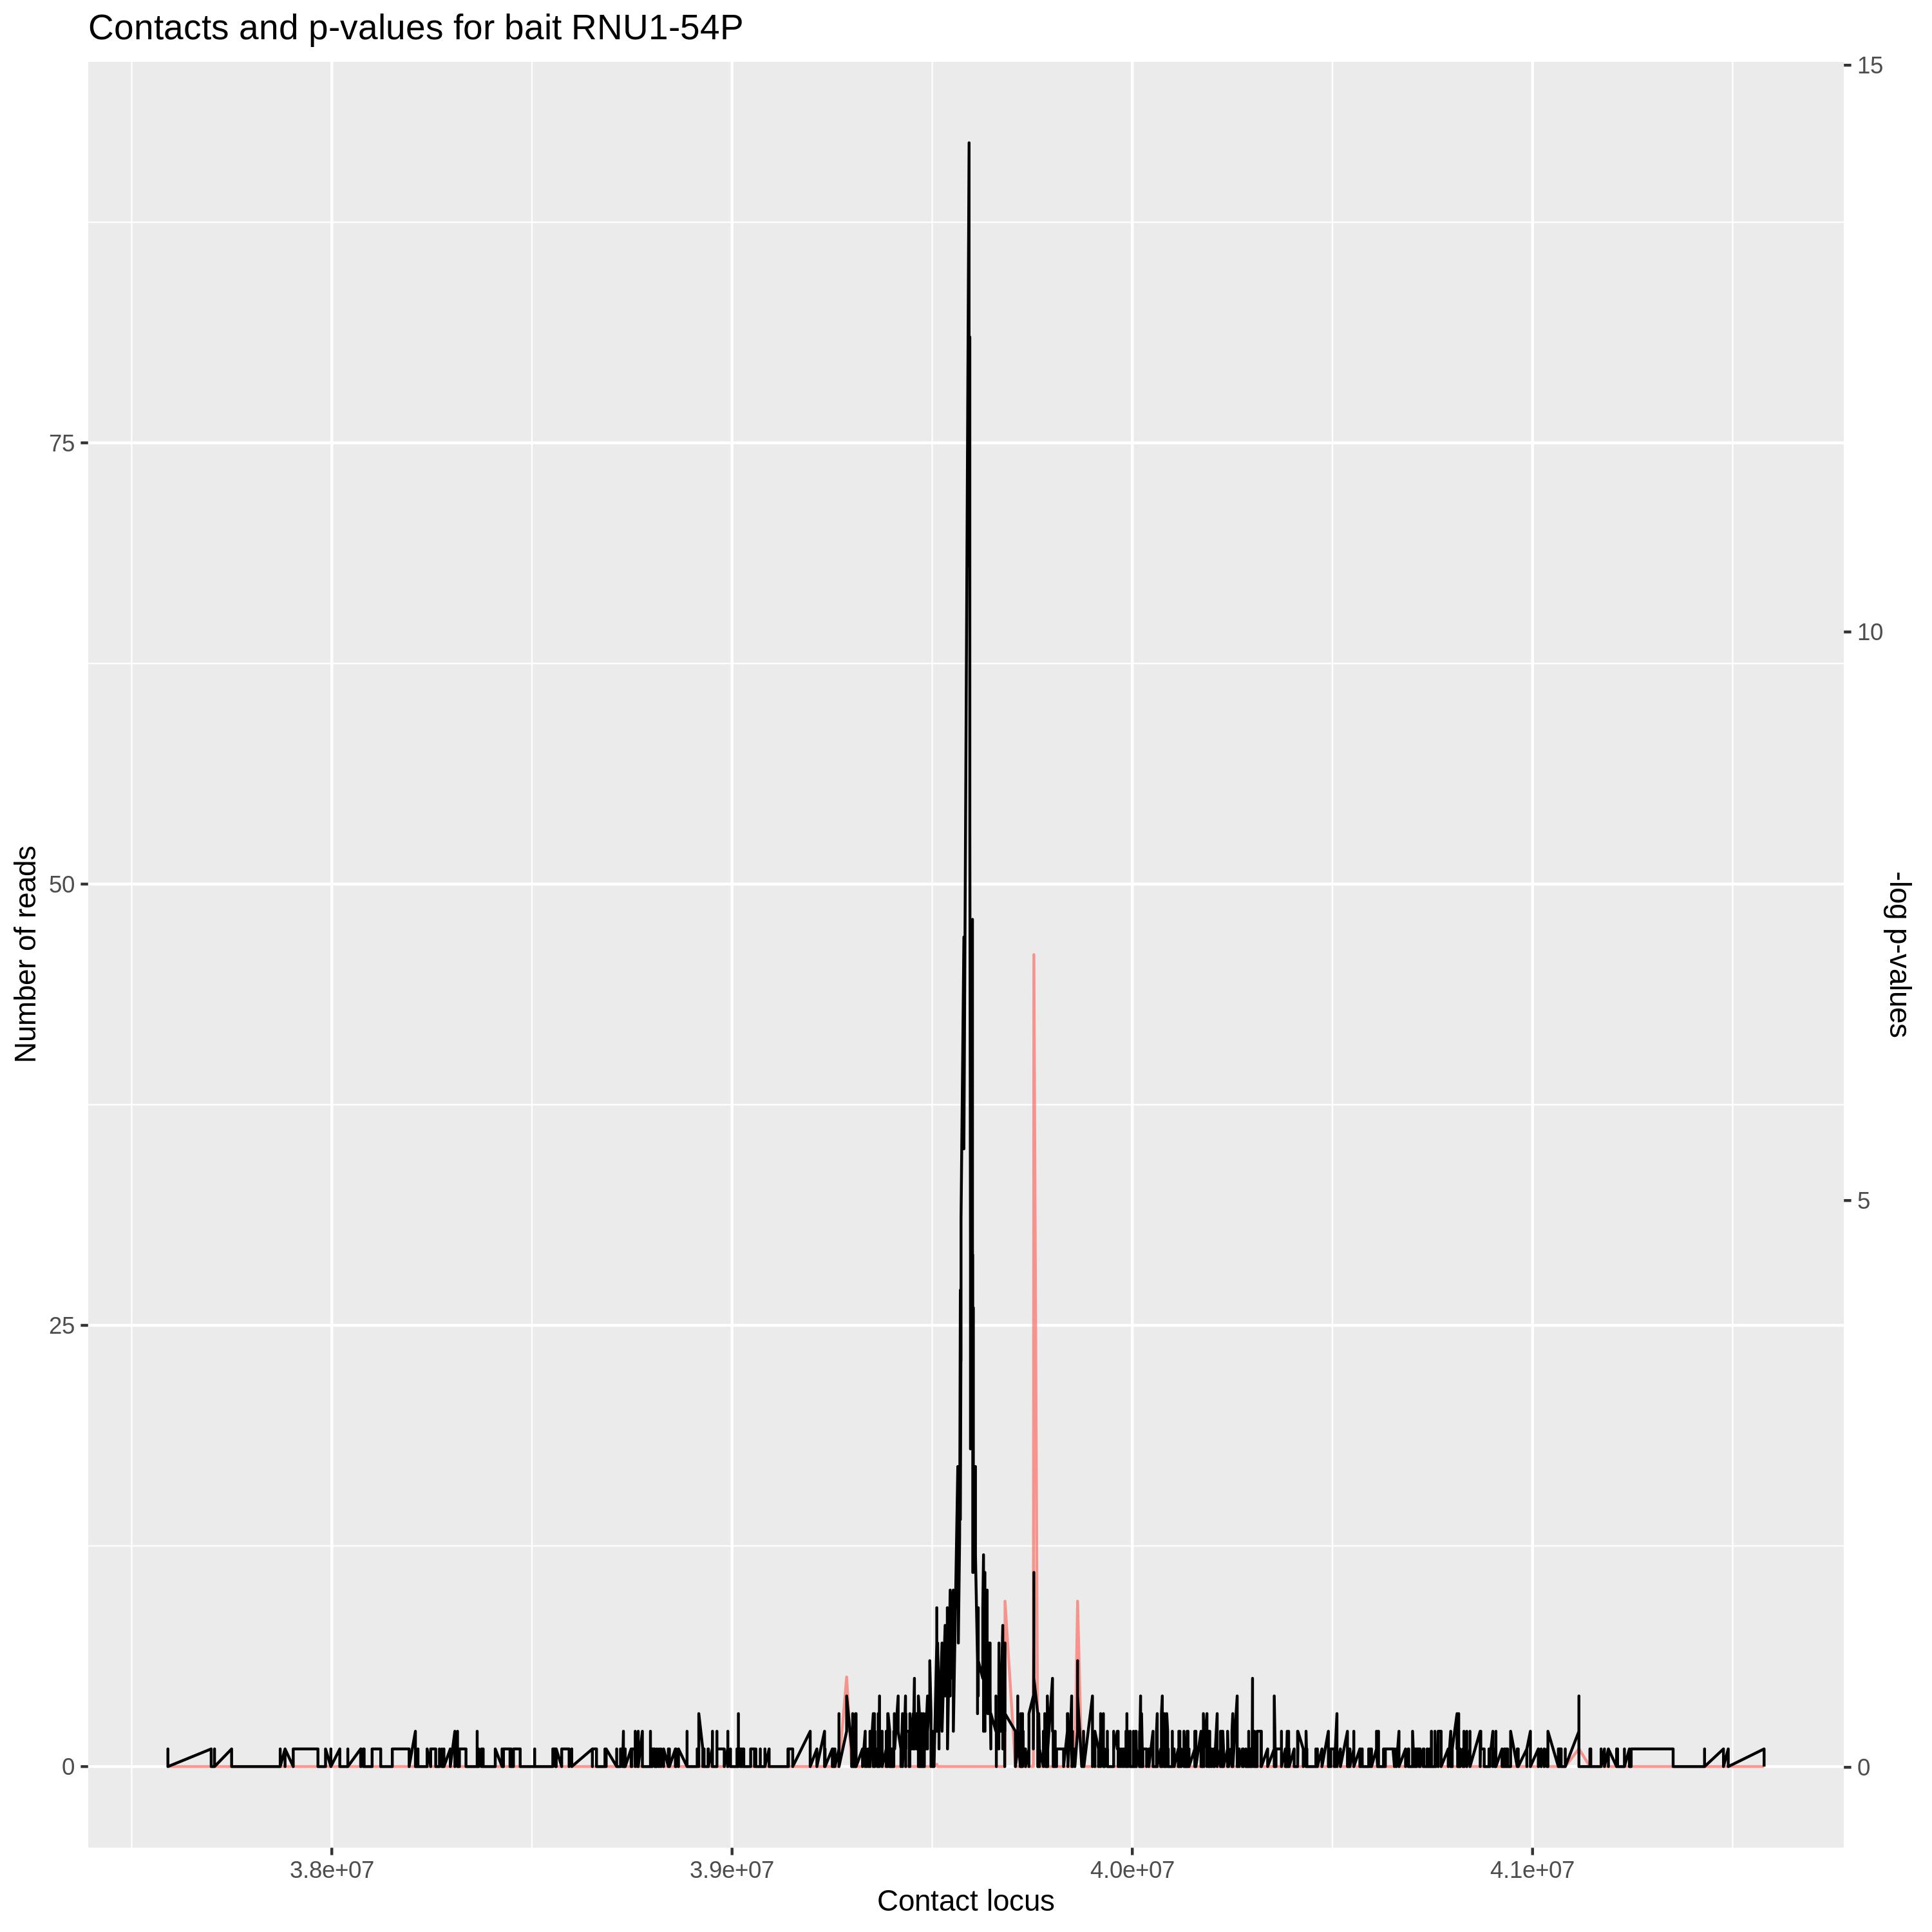 Contacts and p-values for bait RNU1-54P
15
75
10
50
Number of reads
-log p-values
5
25
0
0
3.8e+07
3.9e+07
4.0e+07
4.1e+07
Contact locus